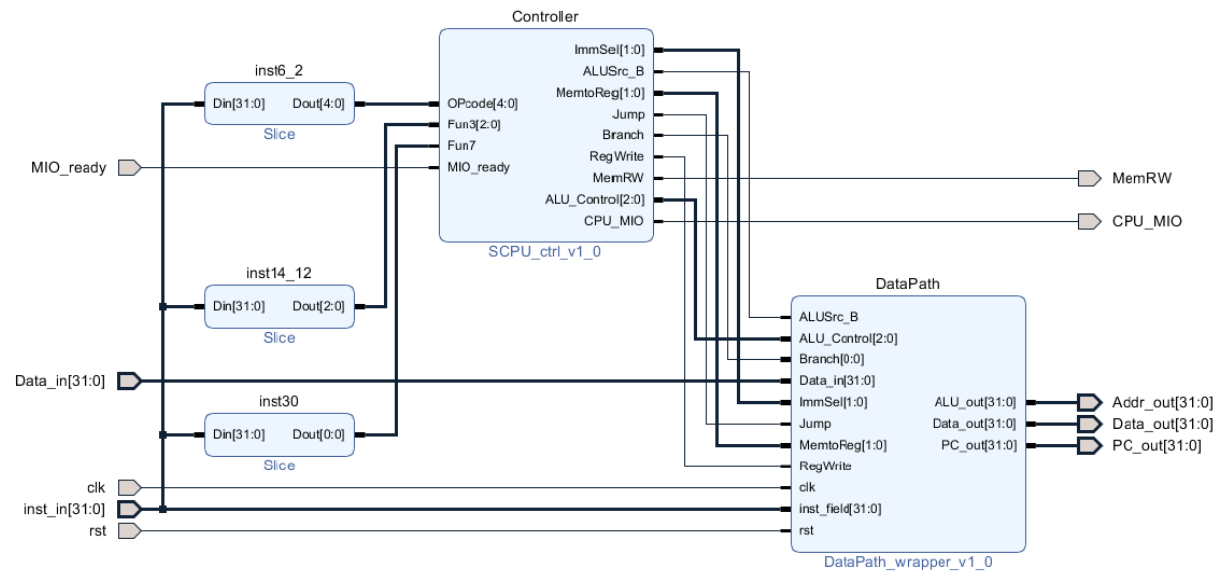 Controller
ImmSel[1:0]
ALUSrc_B
MemtoReg[1:0]
Jump
Branch
RegWrite
MemRW
ALU_Control[2:0]
CPU_MIO
OPcode[4:0]
Fun3[2:0]
Fun7
MIO_ready
SCPU_ctrl_v1_0
inst6_2
Din[31:0] Dout[4:0]
Slice
MIO_ready
MemRW
CPU_MIO
inst14_12
Din[31:0] Dout[2:0]
Slice
Data_in[31:0]
inst30
Din[31:0] Dout[0:0]
Slice
clk
inst_in[31:0]
rst
DataPath
ALUSrc_B
ALU_Control[2:0]
Branch[0:0]
Data_in[31:0]
ImmSel[1:0]
Jump
MemtoReg[1:0]
RegWrite
clk
inst_field[31:0]
rst
ALU_out[31:0]
Data_out[31:0]
PC_out[31:0]
DataPath_wrapper_v1_0
Addr_out[31:0]
Data_out[31:0]
PC_out[31:0]